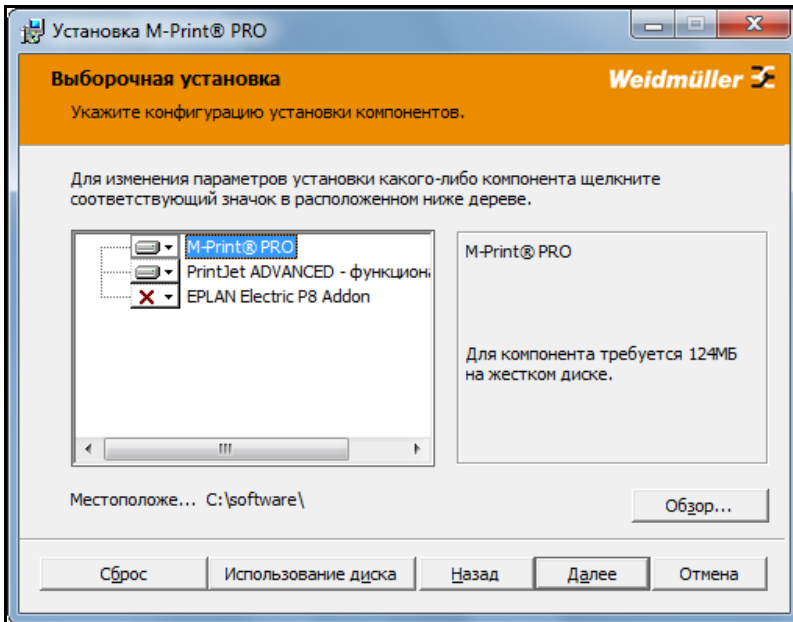 Установка M-Print® PRO
Выборочная установка
Weidmüller
Укажите конфигурацию установки компонентов.
Для изменения параметров установки какого-либо компонента щелкните
соответствующий значок в расположенном ниже дереве.
M-Print® PRO
PrintJet ADVANCED - функциона
EPLAN Electric P8 Addon
M-Print® PRO
Для компонента требуется 124МБ
на жестком диске.
Местоположе... C:\software\
Обзор...
Сброс
Использование диска
Назад
Далее
Отмена